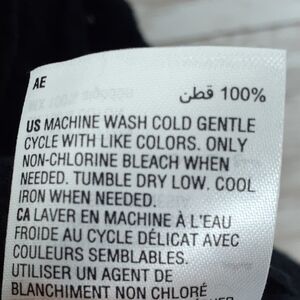 AE
100% قطن
US MACHINE WASH COLD GENTLE
CYCLE WITH LIKE COLORS. ONLY
NON-CHLORINE BLEACH WHEN
NEEDED. TUMBLE DRY LOW, COOL
IRON WHEN NEEDED.
CA LAVER EN MACHINE À L'EAU
FROIDE AU CYCLE DÉLICAT AVEC
COULEURS SEMBLABLES.
UTILISER UN AGENT DE
BLANCHIMENT NON CHLORÉ